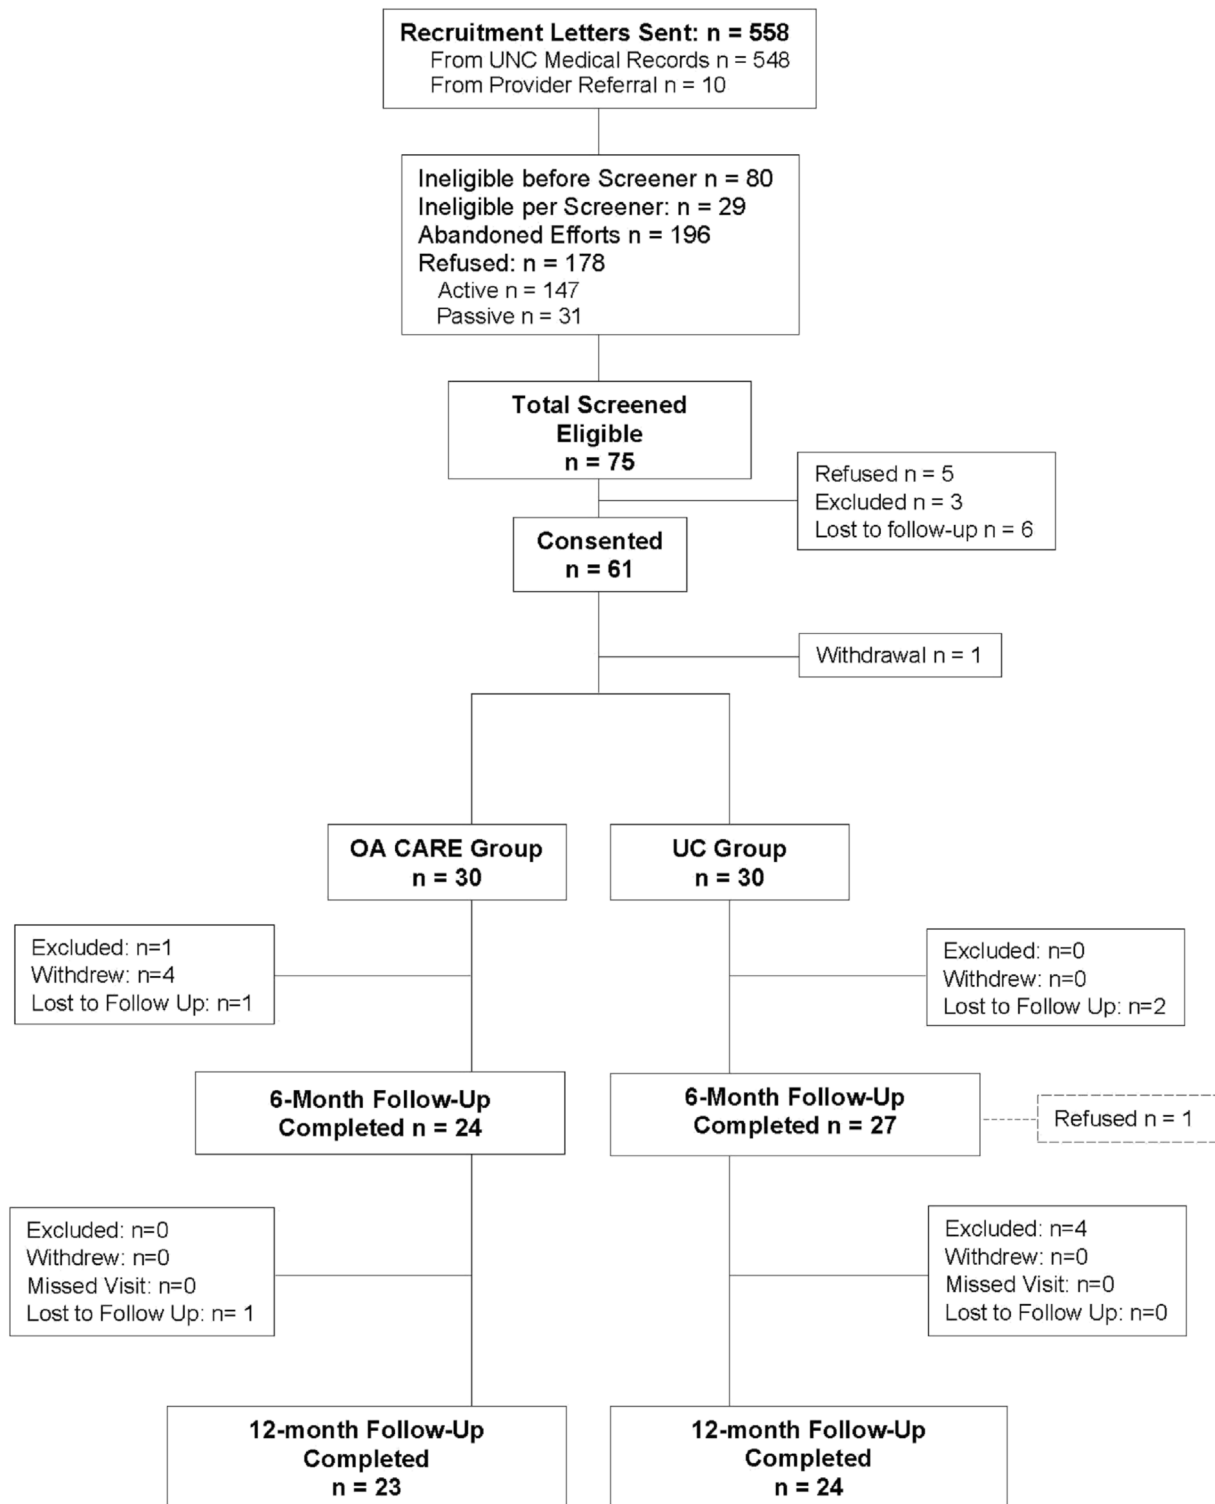 Recruitment Letters Sent: n = 558
From UNC Medical Records n = 548
From Provider Referral n = 10
Ineligible before Screener n = 80
Ineligible per Screener: n = 29
Abandoned Efforts n = 196
Refused: n = 178
Active n = 147
Passive n = 31
Total Screened
Eligible
n = 75
Refused n = 5
Excluded n = 3
Lost to follow-up n = 6
Consented
n = 61
Withdrawal n = 1
OA CARE Group
n = 30
UC Group
n = 30
Excluded: n=1
Withdrew: n=4
Lost to Follow Up: n=1
Excluded: n=0
Withdrew: n=0
Lost to Follow Up: n=2
6-Month Follow-Up
Completed n = 24
6-Month Follow-Up
Completed n = 27
Refused n = 1
Excluded: n=0
Withdrew: n=0
Missed Visit: n=0
Lost to Follow Up: n= 1
Excluded: n=4
Withdrew: n=0
Missed Visit: n=0
Lost to Follow Up: n=0
12-month Follow-Up
Completed
n = 23
12-month Follow-Up
Completed
n = 24